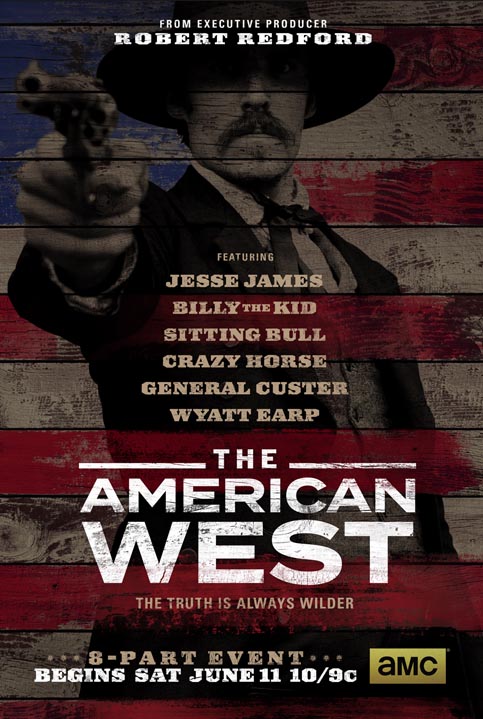 FROM EXECUTIVE PRODUCER
ROBERT REDFORD
FEATURING
JESSE JAMES
BILLY THE KID
SITTING BULL
CRAZY HORSE
GENERAL CUSTER
WYATT EARP
THE
AMERICAN
WEST
THE TRUTH IS ALWAYS WILDER
8-PART EVENT
BEGINS SAT JUNE 11 10/9c
aMC